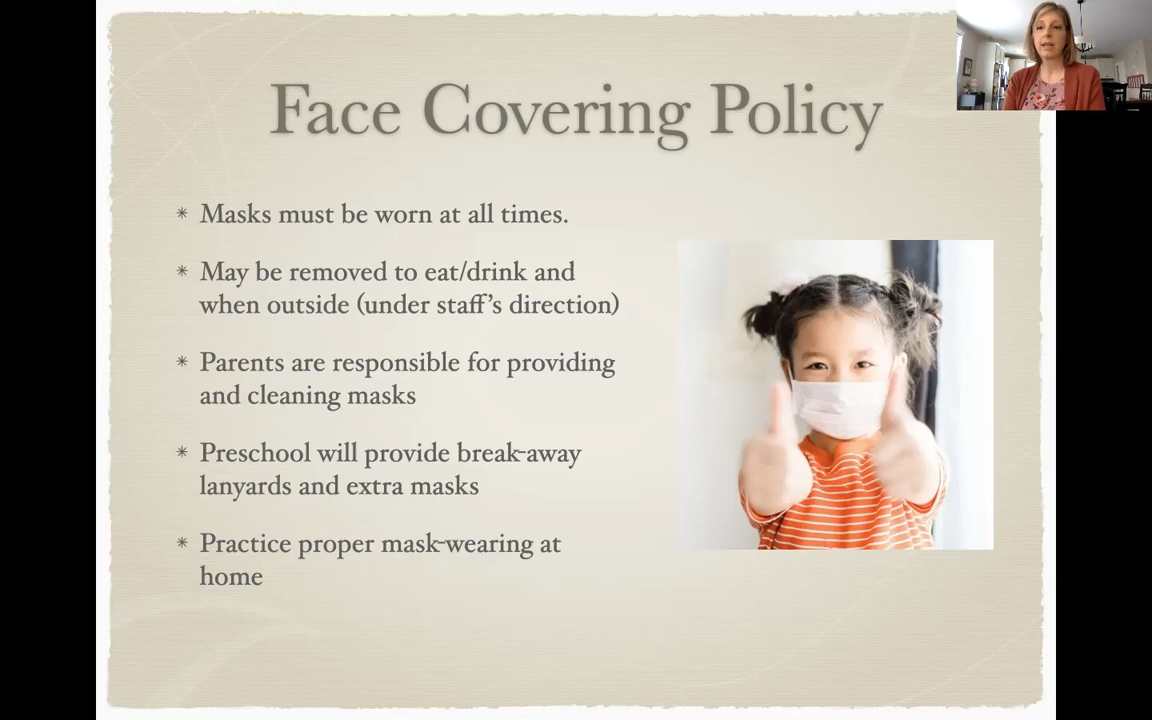 Face Covering Policy
* Masks must be worn at all times.
* May be removed to eat/drink and
when outside (under staff’s direction)
* Parents are responsible for providing
and cleaning masks
* Preschool will provide break-away
lanyards and extra masks
* Practice proper mask-wearing at
home